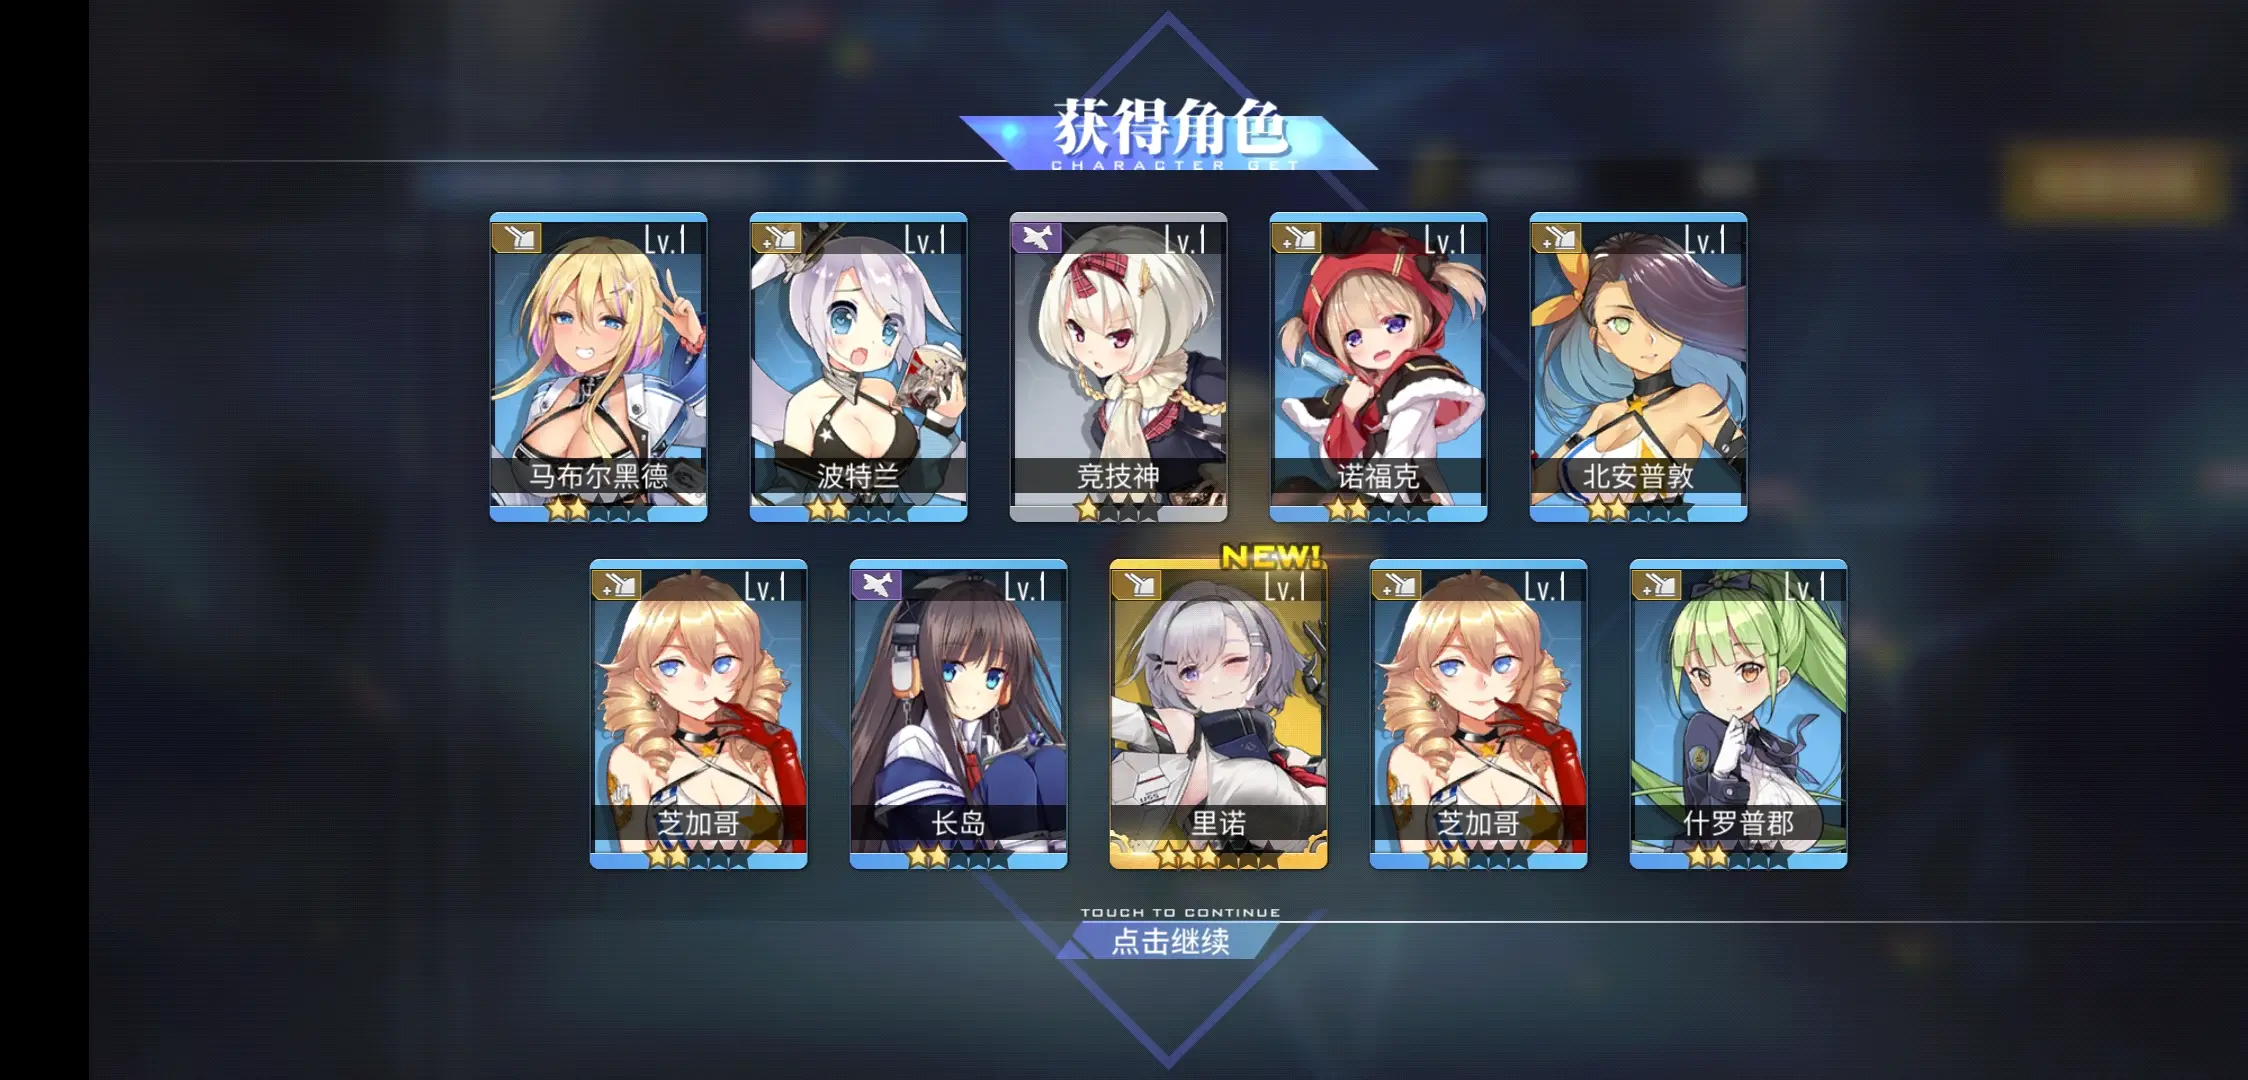 获得角色
CHARACTER GET
Lv.1
Lv.1
Lv.1
Lv.1
Lv.1
马布尔黑德
波特兰
竞技神
诺福克
北安普敦
NEW!
Lv.1
Lv.1
Lv.1
Lv.1
Lv.1
USS
芝加哥
长岛
里诺
芝加哥
什罗普郡
TOUCH TO CONTINUE
点击继续